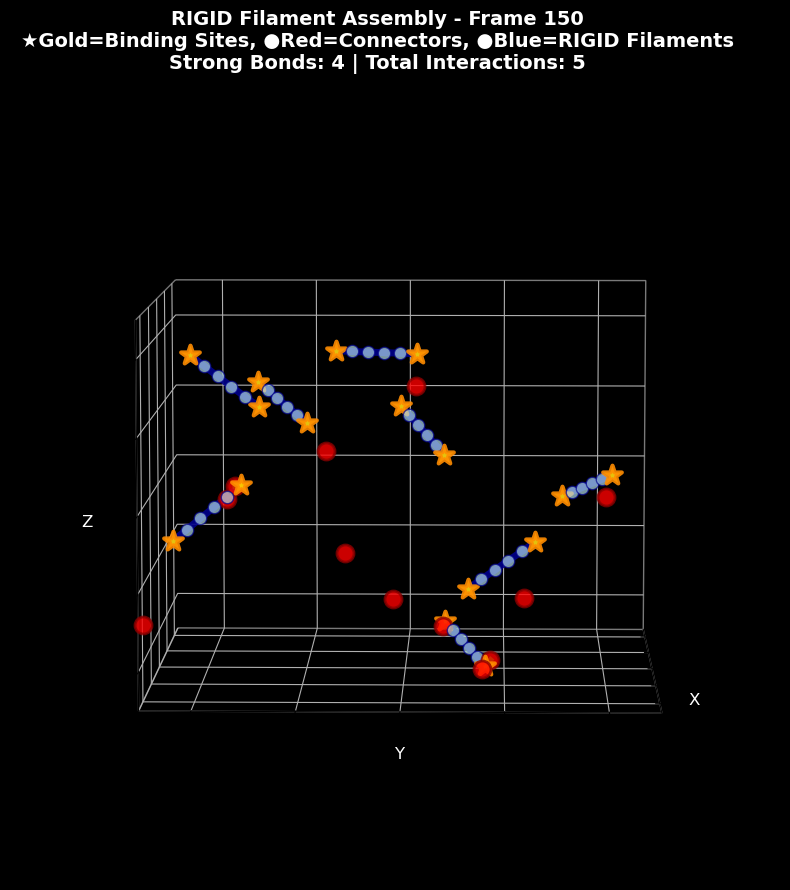 RIGID Filament Assembly - Frame 150
★Gold=Binding Sites, ●Red=Connectors, ●Blue=RIGID Filaments
Strong Bonds: 4 | Total Interactions: 5
Z
X
Y